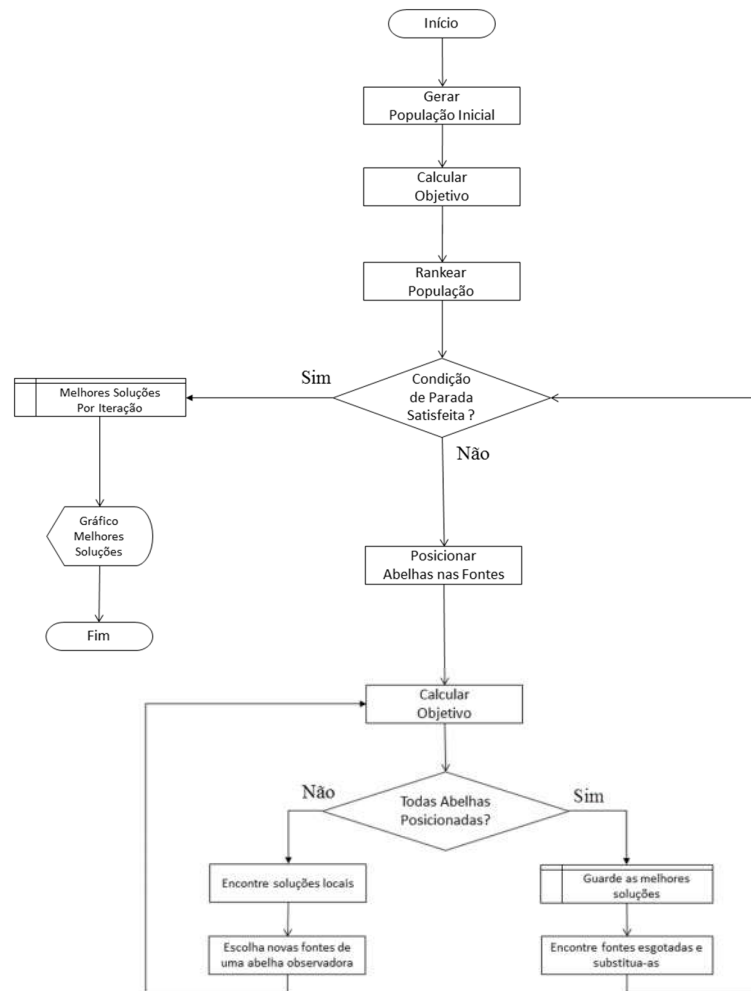 Início
Gerar
População Inicial
Calcular
Objetivo
Rankear
População
Condição
de Parada
Satisfeita ?
Sim
Não
Melhores Soluções
Por Iteração
Gráfico
Melhores
Soluções
Fim
Posicionar
Abelhas nas Fontes
Calcular
Objetivo
Todas Abelhas
Posicionadas?
Não
Sim
Encontre soluções locais
Escolha novas fontes de
uma abelha observadora
Guarde as melhores
soluções
Encontre fontes esgotadas e
substitua-as